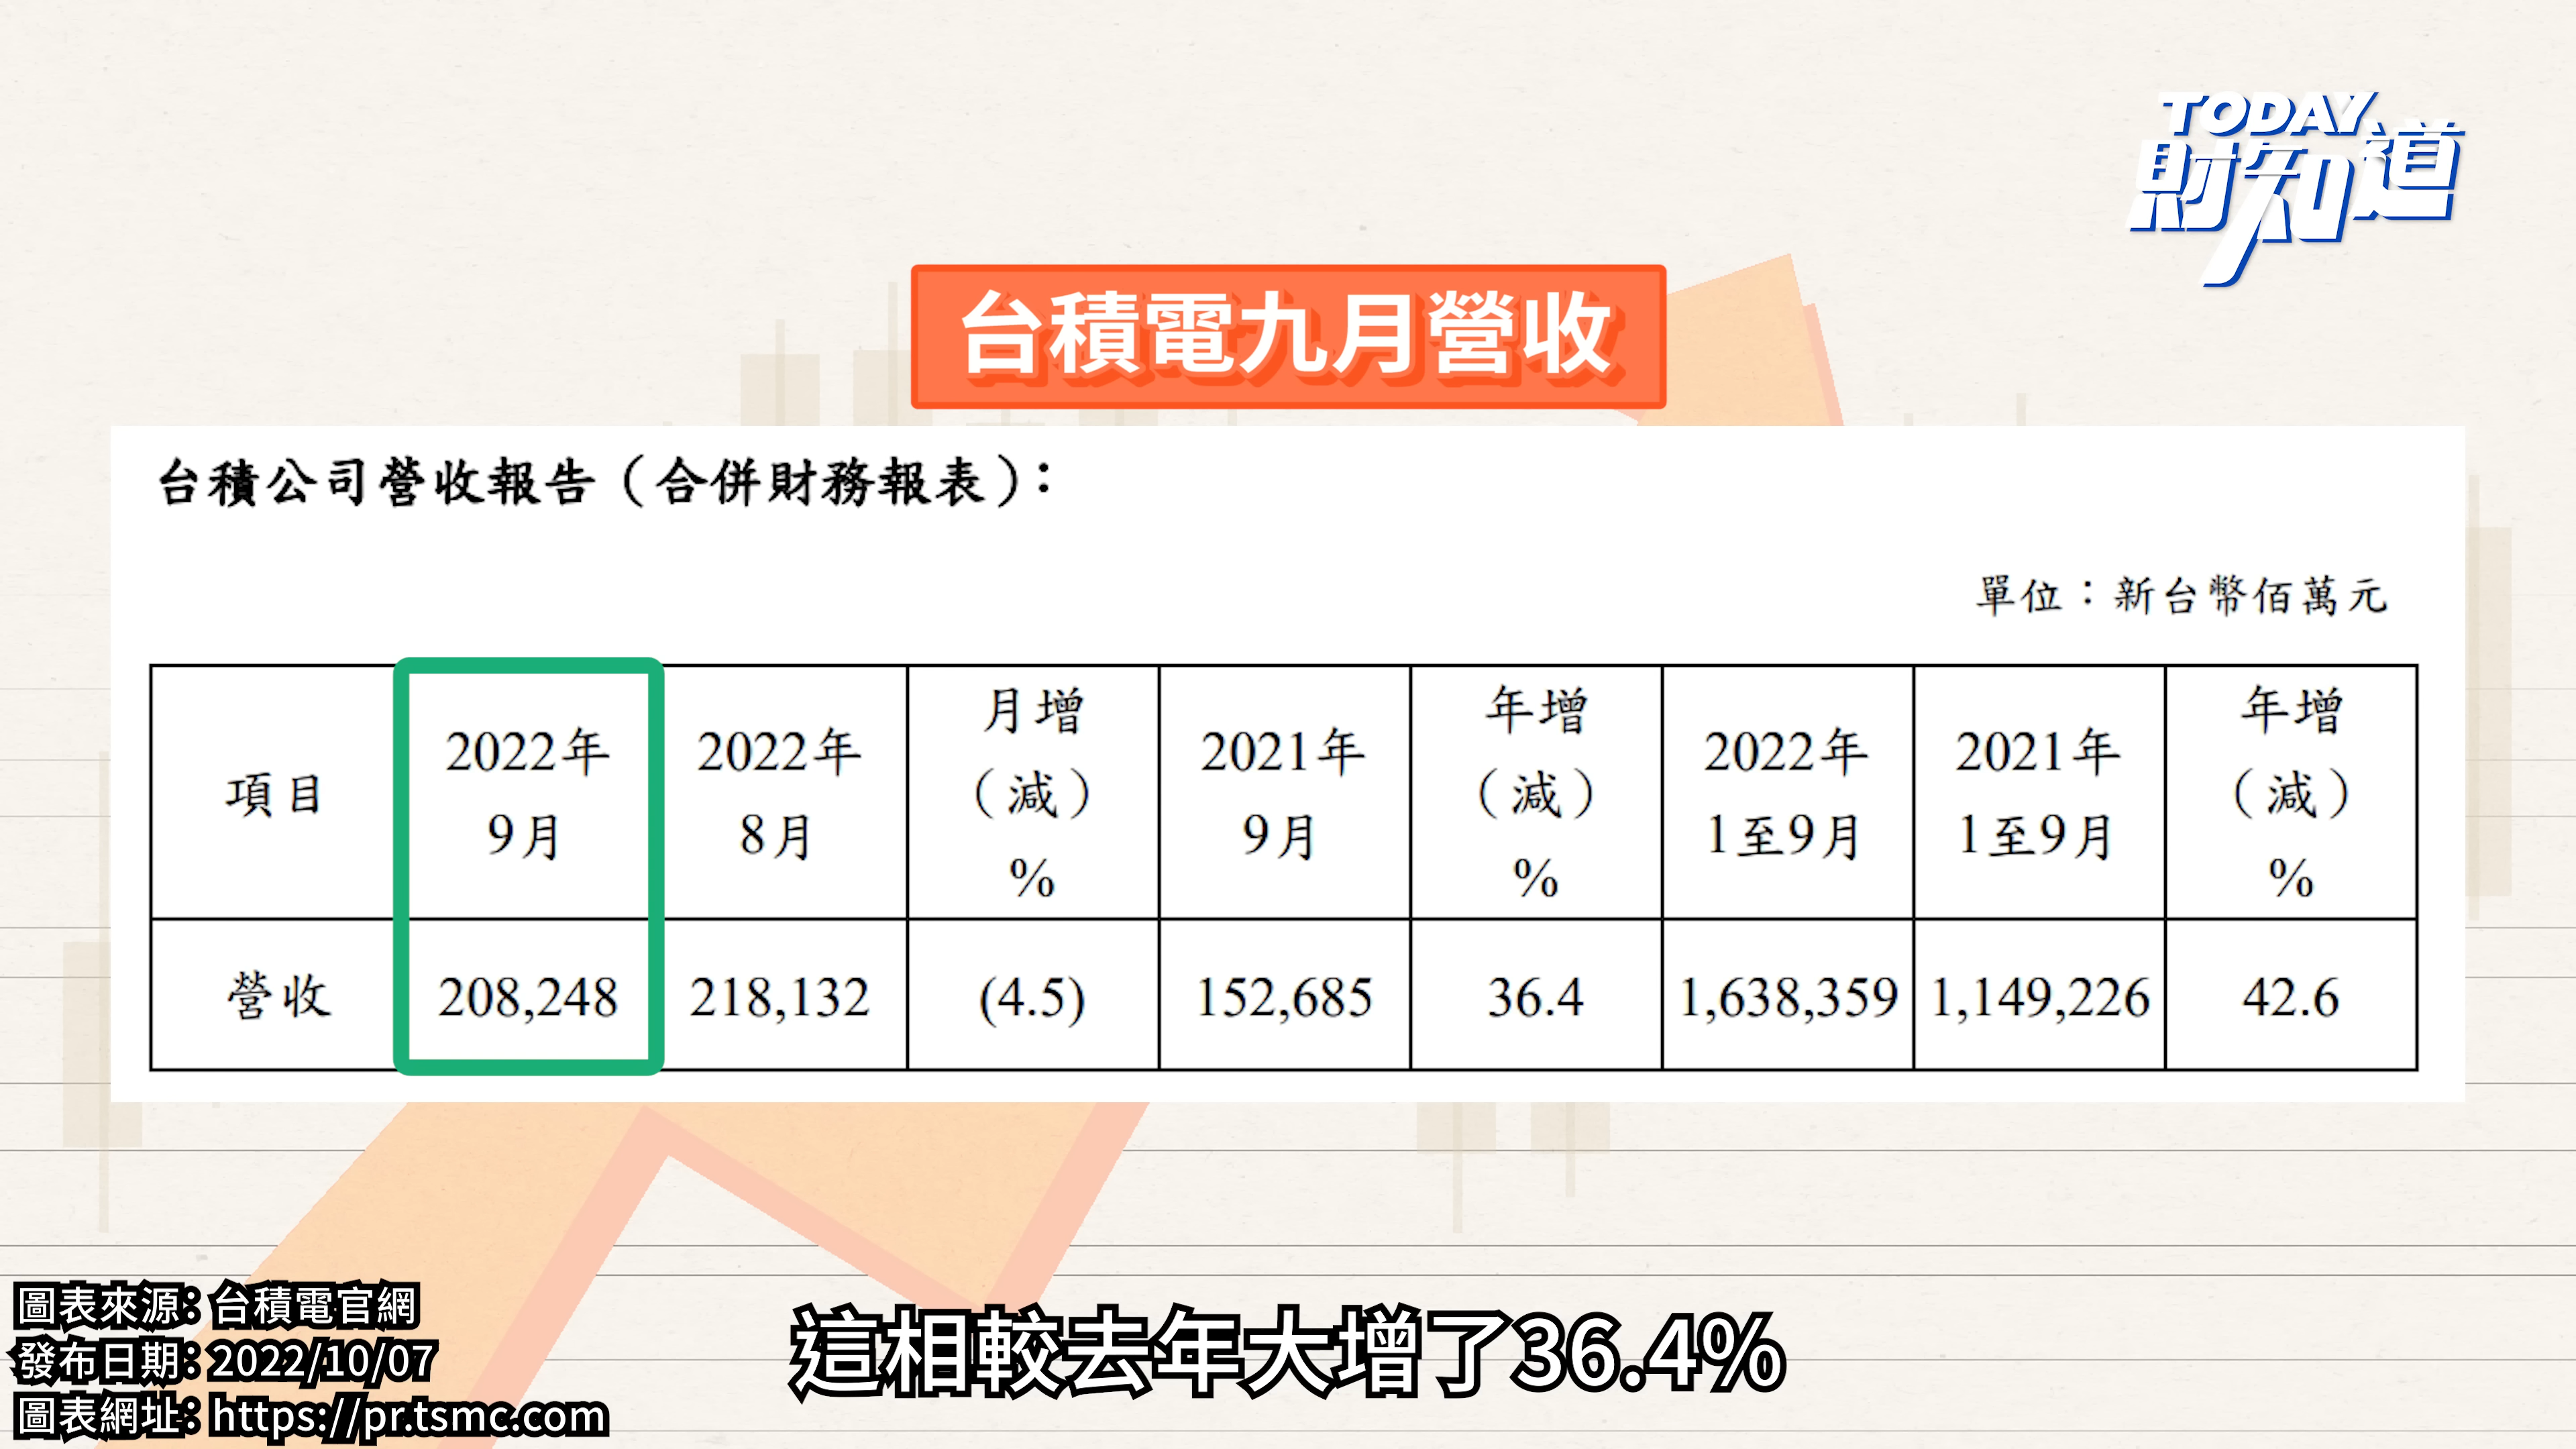 TODAY
財知道
台積電九月營收
台積公司營收報告（合併財務報表）：
單位：新台幣佰萬元
項目 2022年9月 2022年8月 月增（減）% 2021年9月 年增（減）% 2022年1至9月 2021年1至9月 年增（減）%
營收 208,248 218,132 (4.5) 152,685 36.4 1,638,359 1,149,226 42.6
圖表來源：台積電官網
發布日期：2022/10/07
圖表網址：https://pr.tsmc.com
這相較去年大增了36.4%